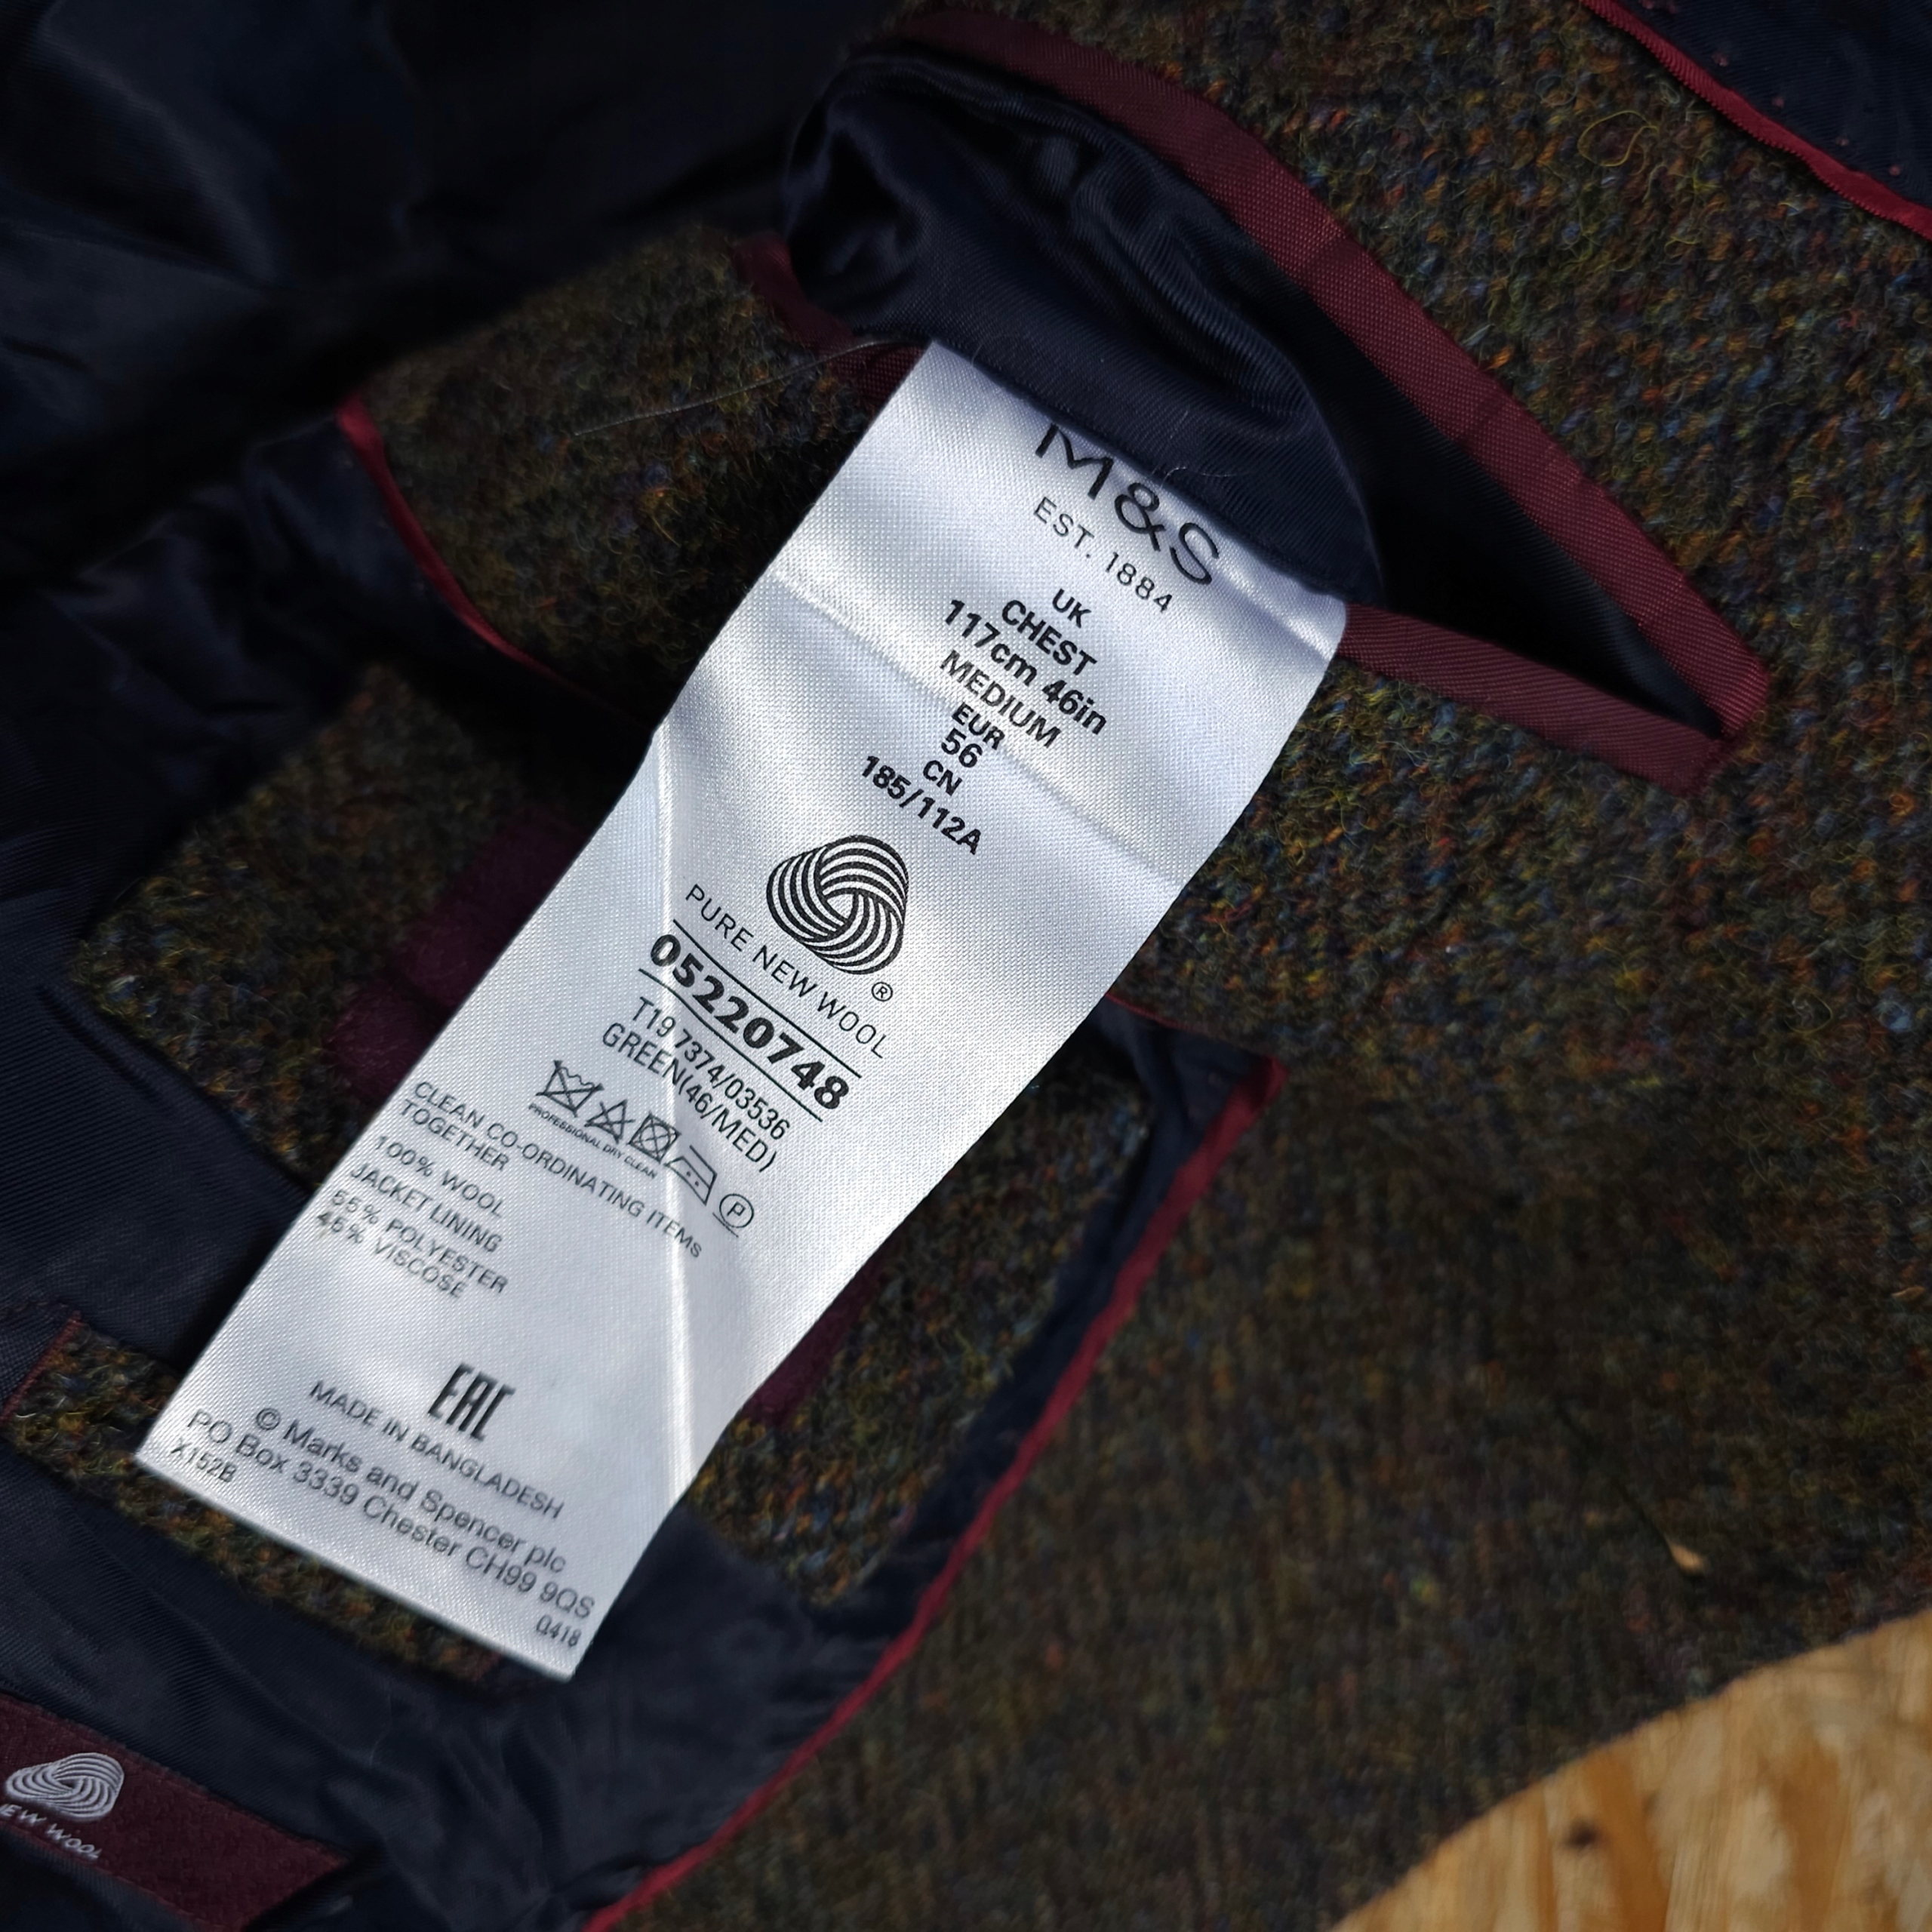 M&S
EST. 1884
UK
CHEST
117cm 46in
MEDIUM
EUR
56
CN
185/112A
PURE NEW WOOL
®
05220748
T19 7374/03536
GREEN(46/MED)
PROFESSIONAL DRY CLEAN
P
CLEAN CO-ORDINATING ITEMS
TOGETHER
100% WOOL
JACKET LINING
55% POLYESTER
45% VISCOSE
EAC
MADE IN BANGLADESH
© Marks and Spencer plc
PO Box 3339 Chester CH99 9QS
X152B
Q418
EW WOOL